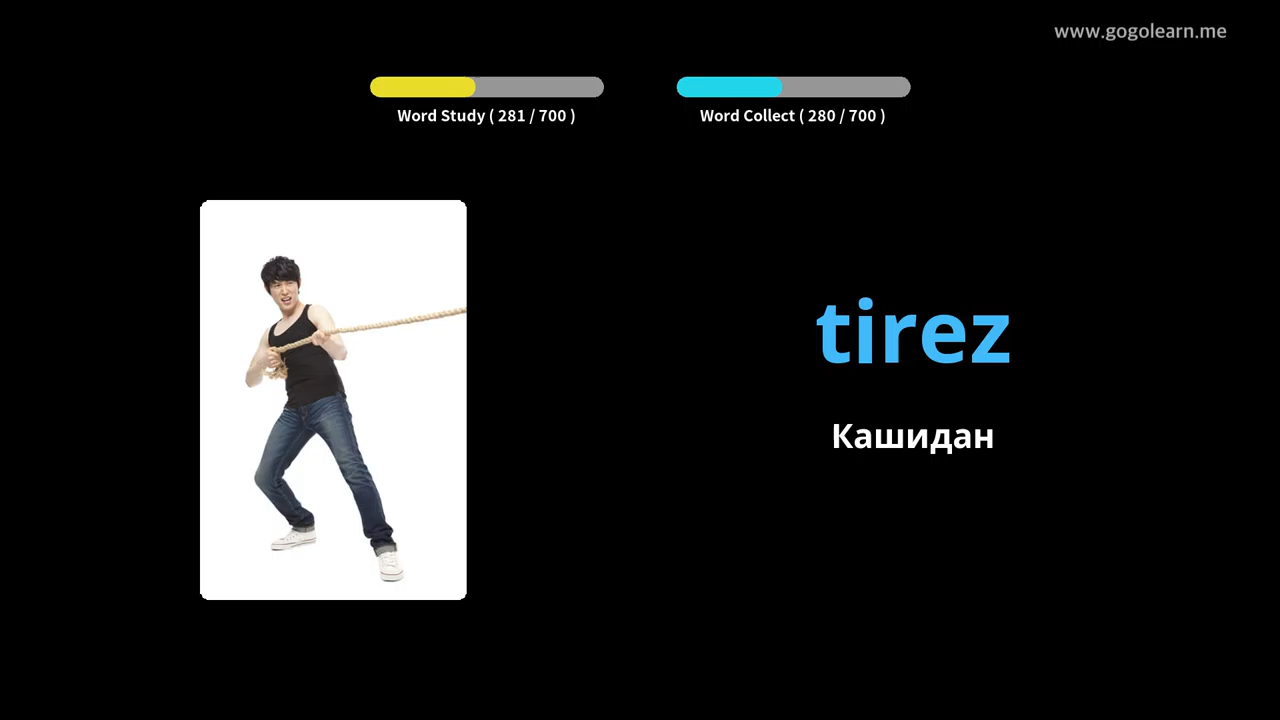 www.gogolearn.me
Word Study ( 281 / 700 )
Word Collect ( 280 / 700 )
tirez
Кашидан